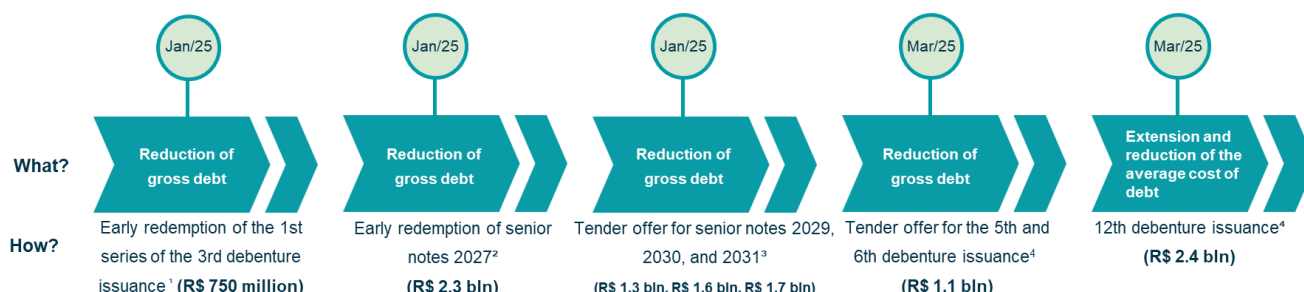 Jan/25
Jan/25
Jan/25
Mar/25
Mar/25
What?
Reduction of
gross debt
Reduction of
gross debt
Reduction of
gross debt
Reduction of
gross debt
Extension and
reduction of the
average cost of
debt
How?
Early redemption of the 1st
series of the 3rd debenture
issuance ¹ (R$ 750 million)
Early redemption of senior
notes 2027²
(R$ 2.3 bln)
Tender offer for senior notes 2029,
2030, and 2031³
(R$ 1.3 bln, R$ 1.6 bln, R$ 1.7 bln)
Tender offer for the 5th and
6th debenture issuance⁴
(R$ 1.1 bln)
12th debenture issuance⁴
(R$ 2.4 bln)